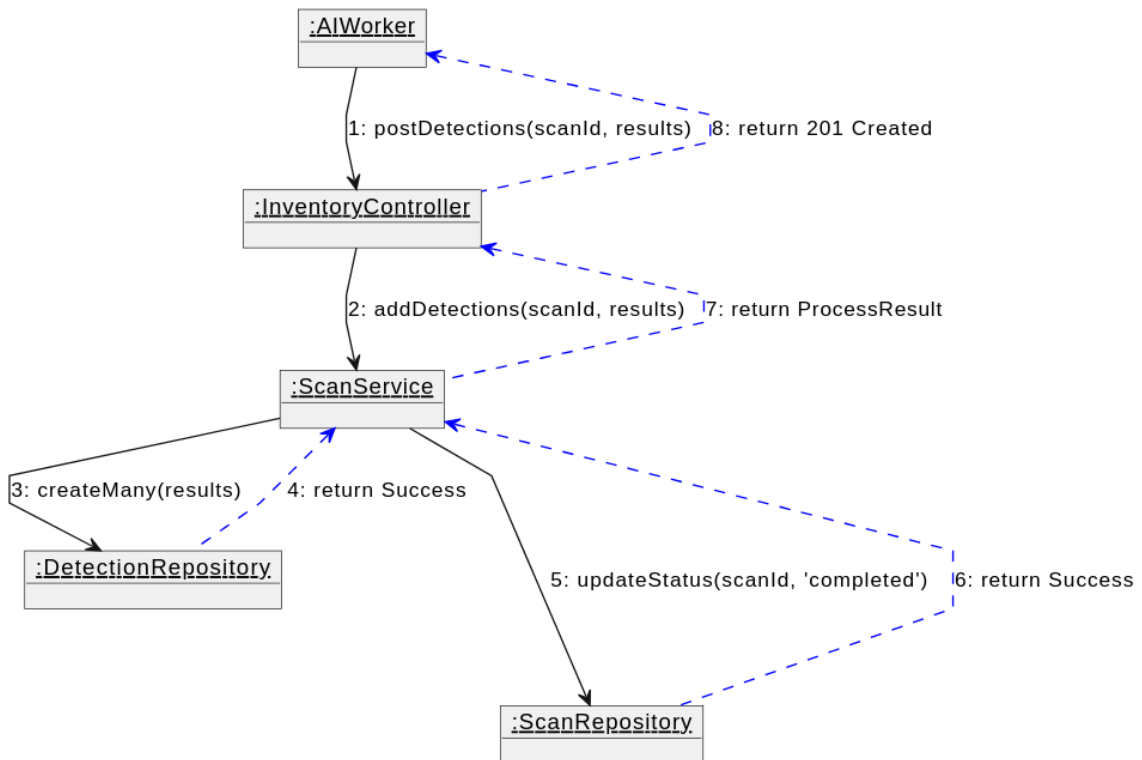 :AIWorker
1: postDetections(scanId, results)
8: return 201 Created
:InventoryController
2: addDetections(scanId, results)
7: return ProcessResult
:ScanService
3: createMany(results)
4: return Success
:DetectionRepository
5: updateStatus(scanId, 'completed')
6: return Success
:ScanRepository